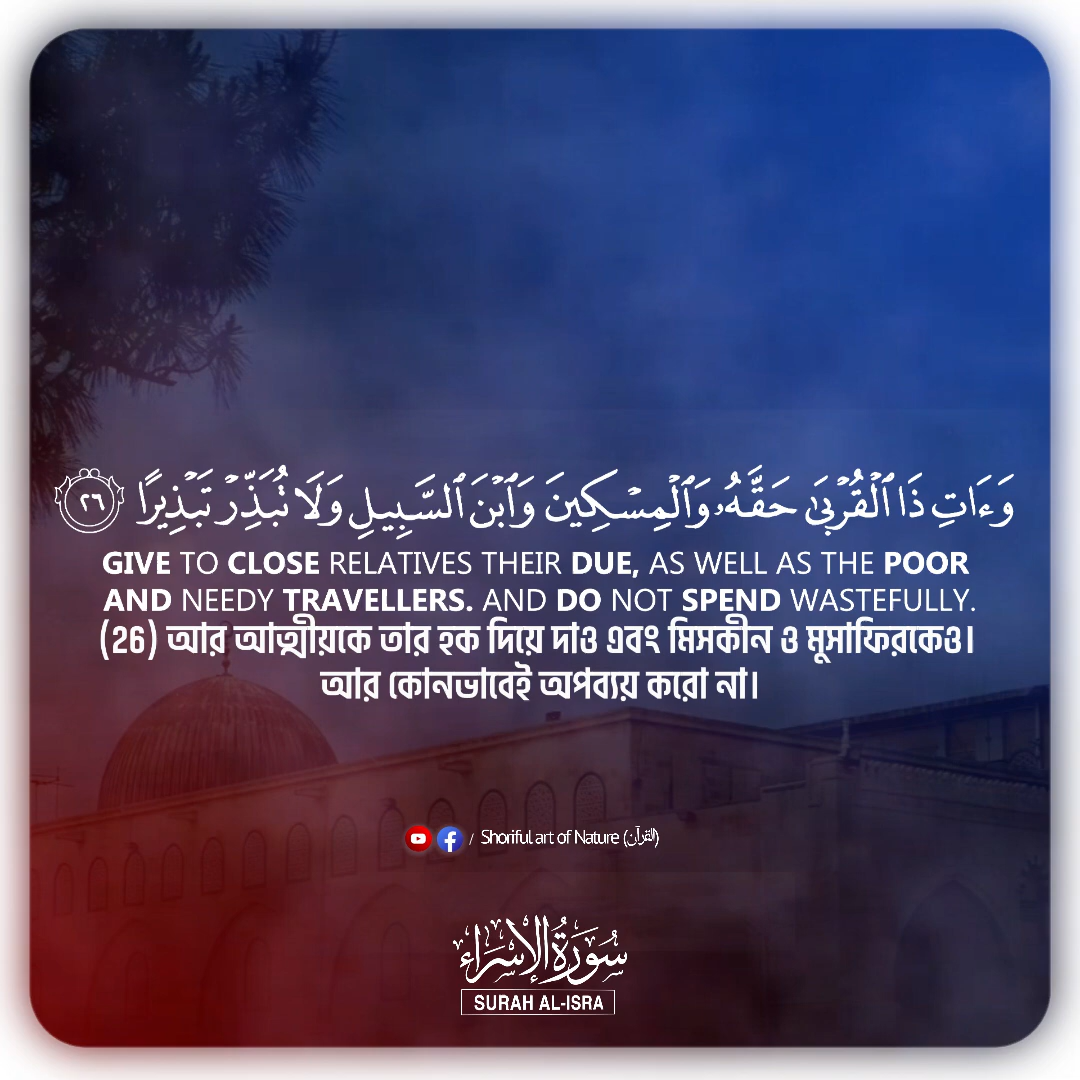 وَءَاتِ ذَا ٱلْقُرْبَىٰ حَقَّهُۥ وَٱلْمِسْكِينَ وَٱبْنَ ٱلسَّبِيلِ وَلَا تُبَذِّرْ تَبْذِيرًا ٢٦
GIVE TO CLOSE RELATIVES THEIR DUE, AS WELL AS THE POOR
AND NEEDY TRAVELLERS. AND DO NOT SPEND WASTEFULLY.
(26) আর আত্মীয়কে তার হক দিয়ে দাও এবং মিসকীন ও মুসাফিরকেও।
আর কোনভাবেই অপব্যয় করো না।
/ Shoriful art of Nature (القرآن)
سُورَةُ الإِسْرَاء
SURAH AL-ISRA